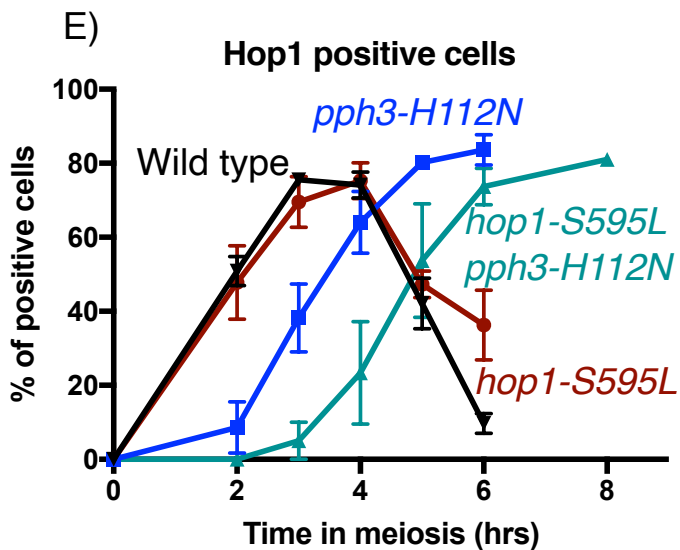 E)
Hop1 positive cells
100
80
60
40
20
0
% of positive cells
Wild type
pph3-H112N
hop1-S595L
pph3-H112N
hop1-S595L
0
2
4
6
8
Time in meiosis (hrs)